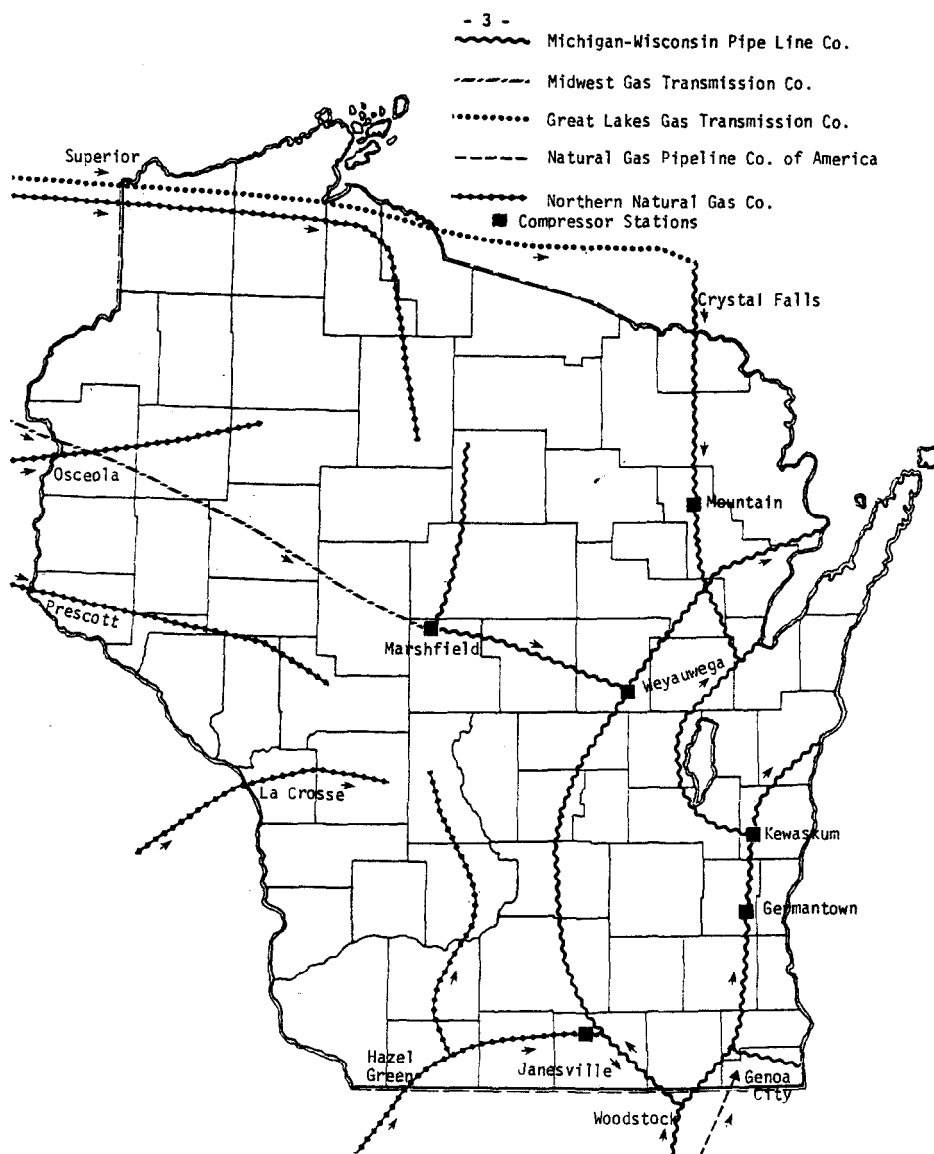 - 3 -
Michigan-Wisconsin Pipe Line Co.
Midwest Gas Transmission Co.
Great Lakes Gas Transmission Co.
Natural Gas Pipeline Co. of America
Northern Natural Gas Co.
Compressor Stations
Superior
Crystal Falls
Osceola
Mountain
Prescott
Marshfield
Weyauwega
La Crosse
Kewaskum
Germantown
Hazel
Green
Janesville
Genoa
City
Woodstock